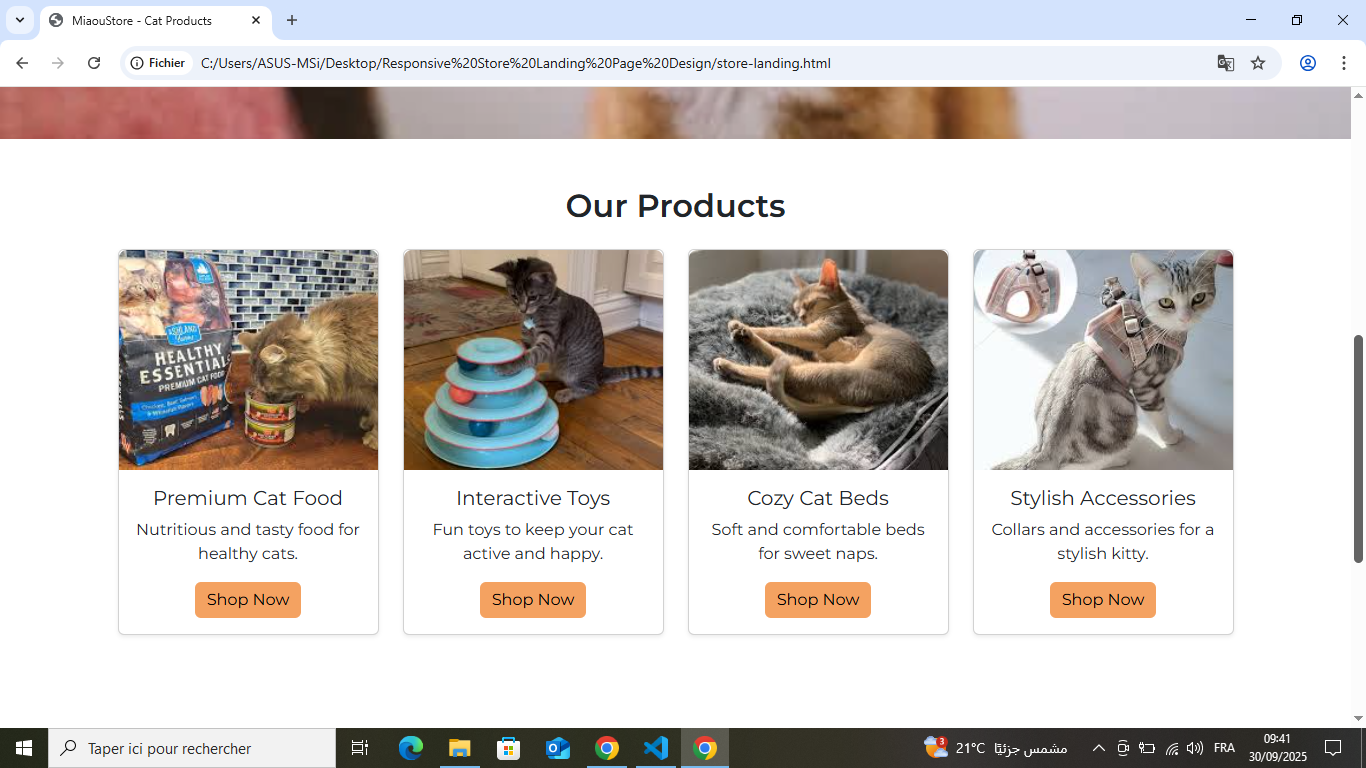 MiaouStore - Cat Products
Fichier
C:/Users/ASUS-MSi/Desktop/Responsive%20Store%20Landing%20Page%20Design/store-landing.html
Our Products
ASHLAND
HEALTHY
ESSENTIALS
PREMIUM CAT FOOD
Premium Cat Food
Nutritious and tasty food for
healthy cats.
Shop Now
Interactive Toys
Fun toys to keep your cat
active and happy.
Shop Now
Cozy Cat Beds
Soft and comfortable beds
for sweet naps.
Shop Now
Stylish Accessories
Collars and accessories for a
stylish kitty.
Shop Now
Taper ici pour rechercher
3
21°C مشمس جزئيًا
FRA
09:41
30/09/2025